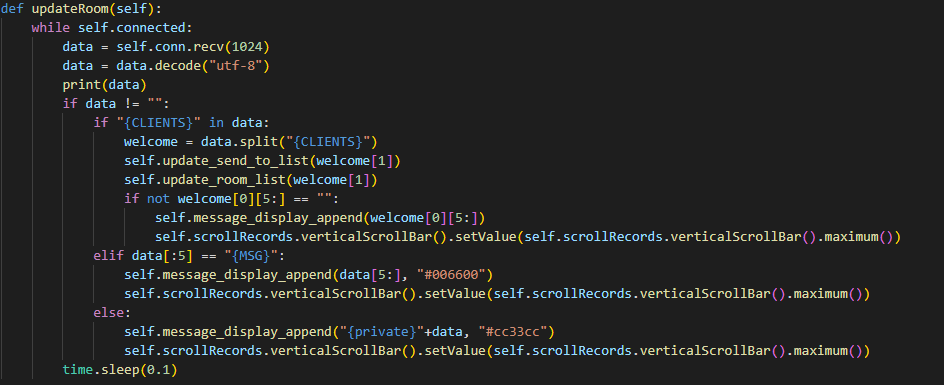 def updateRoom(self):
    while self.connected:
        data = self.conn.recv(1024)
        data = data.decode("utf-8")
        print(data)
        if data != "":
            if "{CLIENTS}" in data:
                welcome = data.split("{CLIENTS}")
                self.update_send_to_list(welcome[1])
                self.update_room_list(welcome[1])
                if not welcome[0][5:] == "":
                    self.message_display_append(welcome[0][5:])
                    self.scrollRecords.verticalScrollBar().setValue(self.scrollRecords.verticalScrollBar().maximum())
            elif data[:5] == "{MSG}":
                self.message_display_append(data[5:], "#006600")
                self.scrollRecords.verticalScrollBar().setValue(self.scrollRecords.verticalScrollBar().maximum())
            else:
                self.message_display_append("{private}"+data, "#cc33cc")
                self.scrollRecords.verticalScrollBar().setValue(self.scrollRecords.verticalScrollBar().maximum())
        time.sleep(0.1)